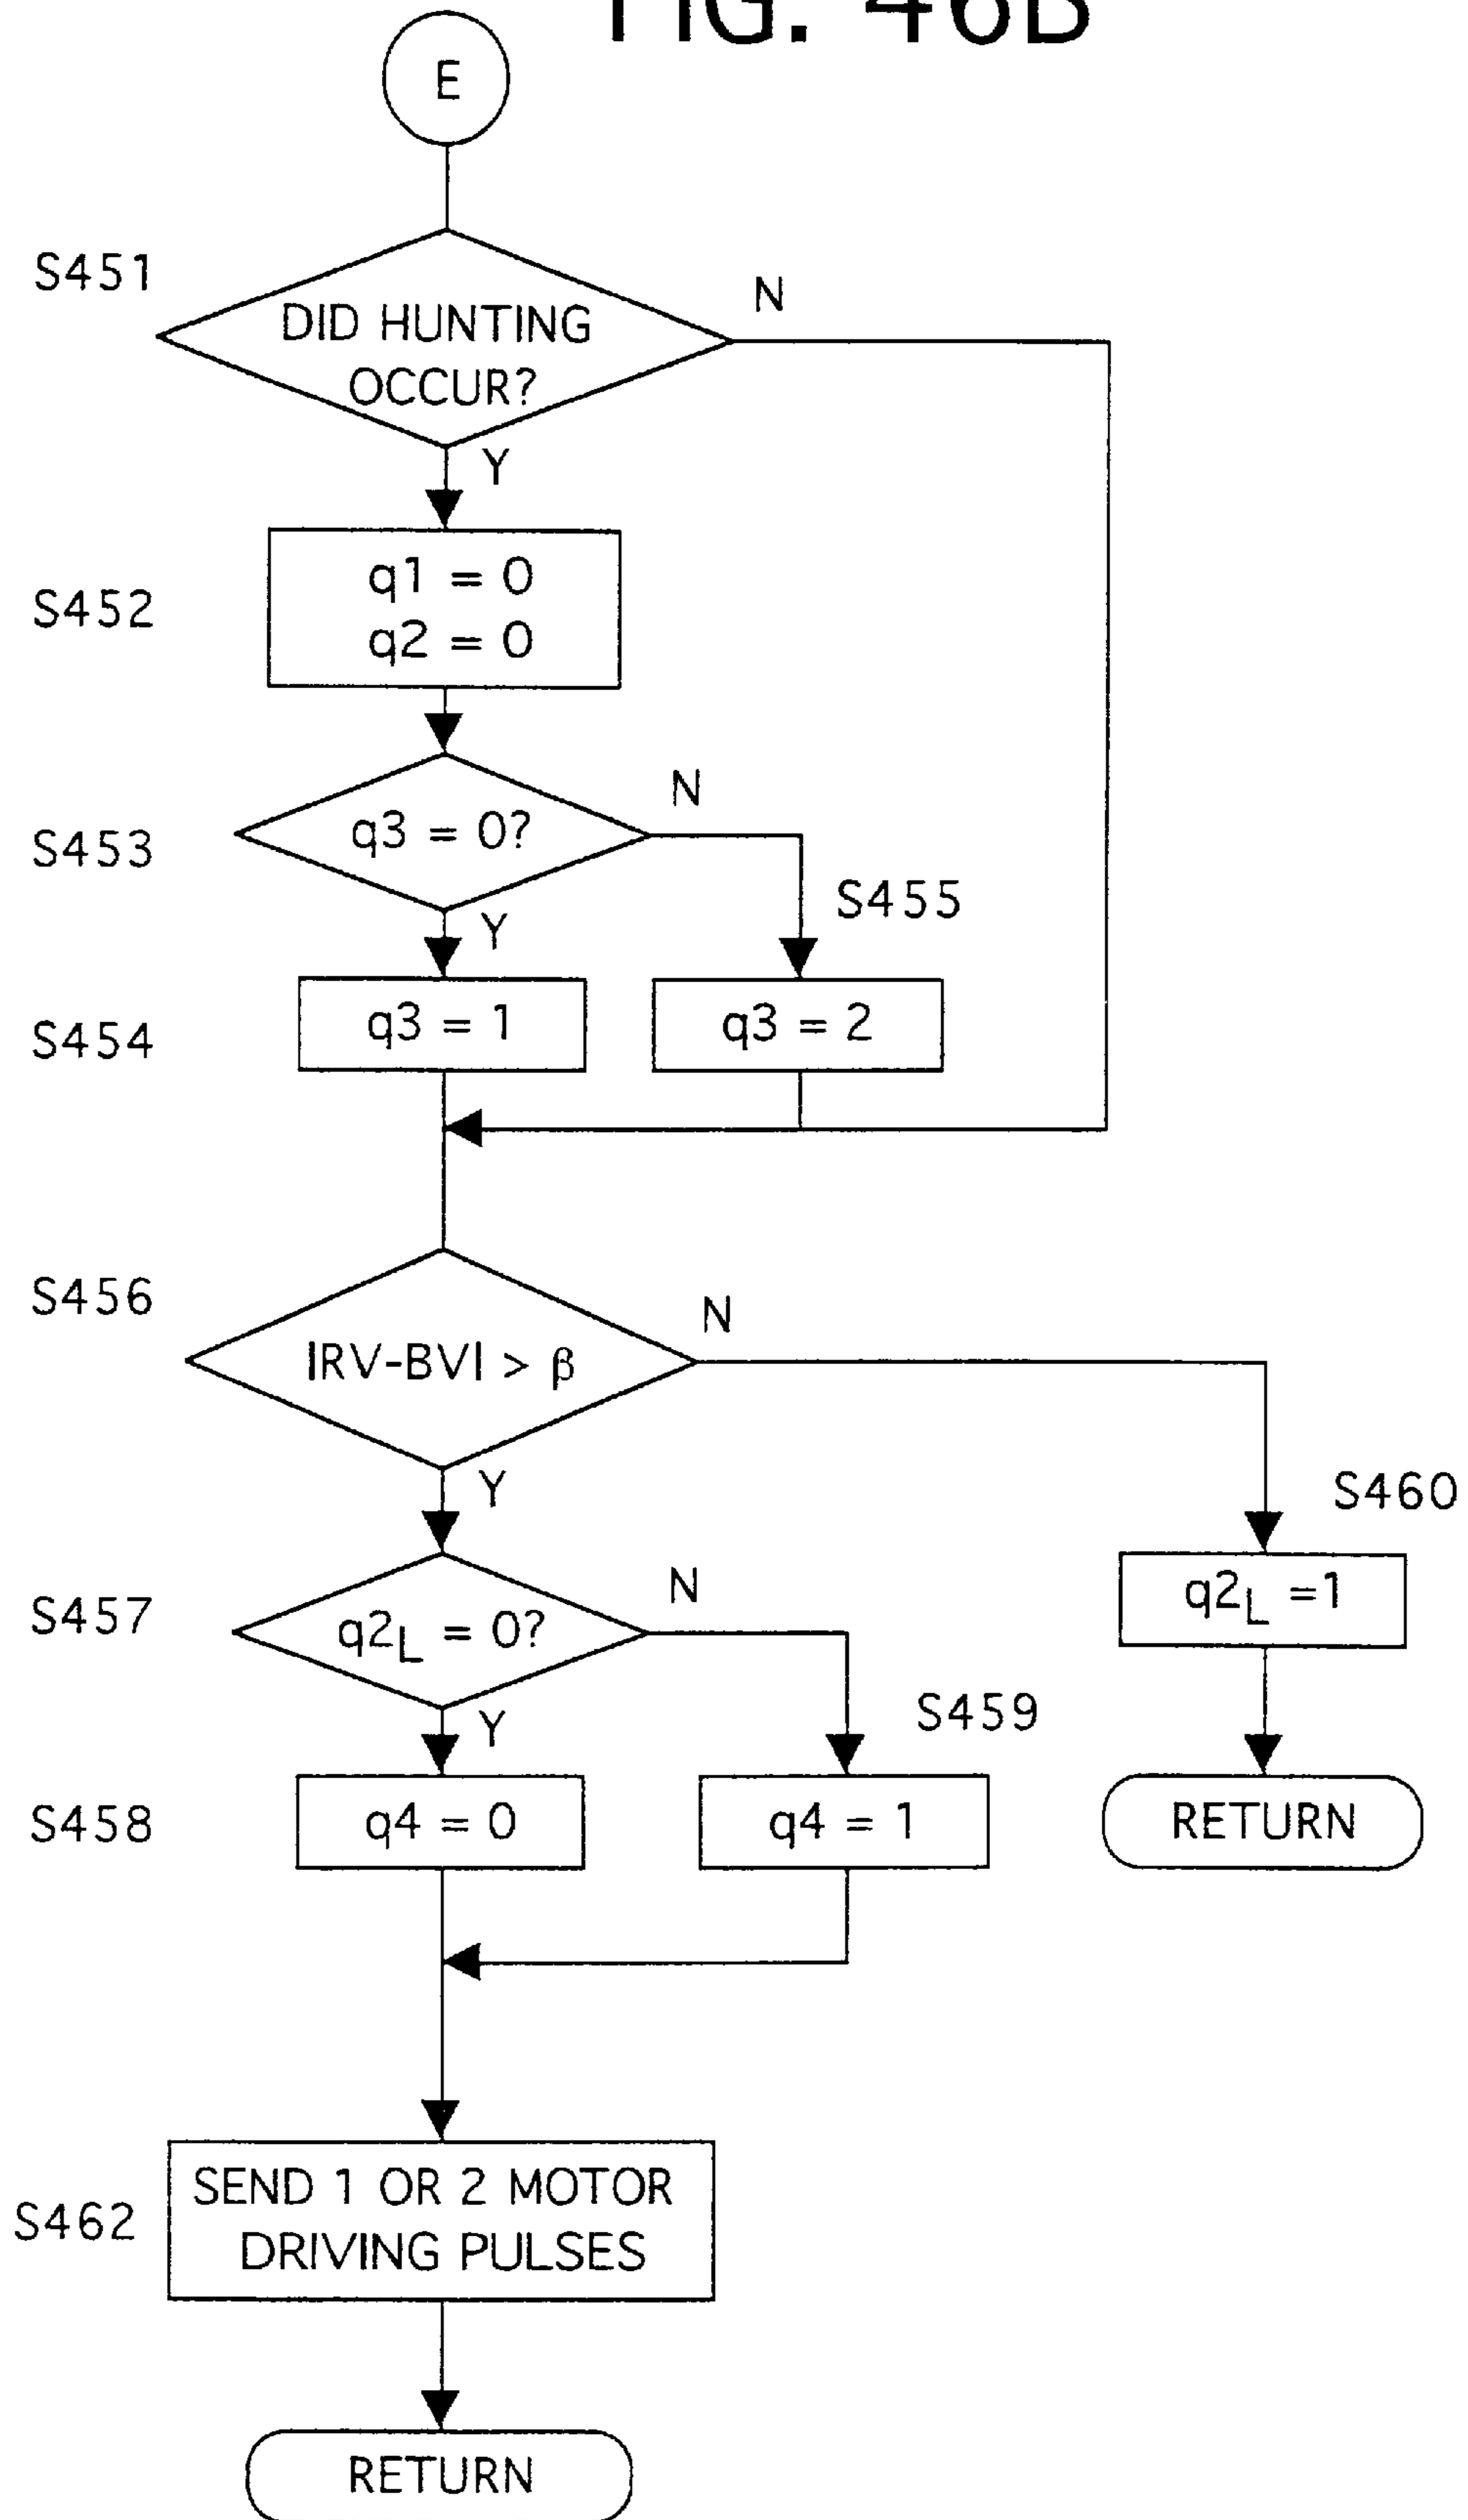 FIG. 46B
E
S451
DID HUNTING
OCCUR?
N
Y
S452
q1 = 0
q2 = 0
S453
q3 = 0?
N
Y
S455
S454
q3 = 1
q3 = 2
S456
|RV-BV| > β
N
Y
S460
q2L =1
S457
q2L = 0?
N
Y
S459
S458
q4 = 0
q4 = 1
RETURN
S462
SEND 1 OR 2 MOTOR
DRIVING PULSES
RETURN